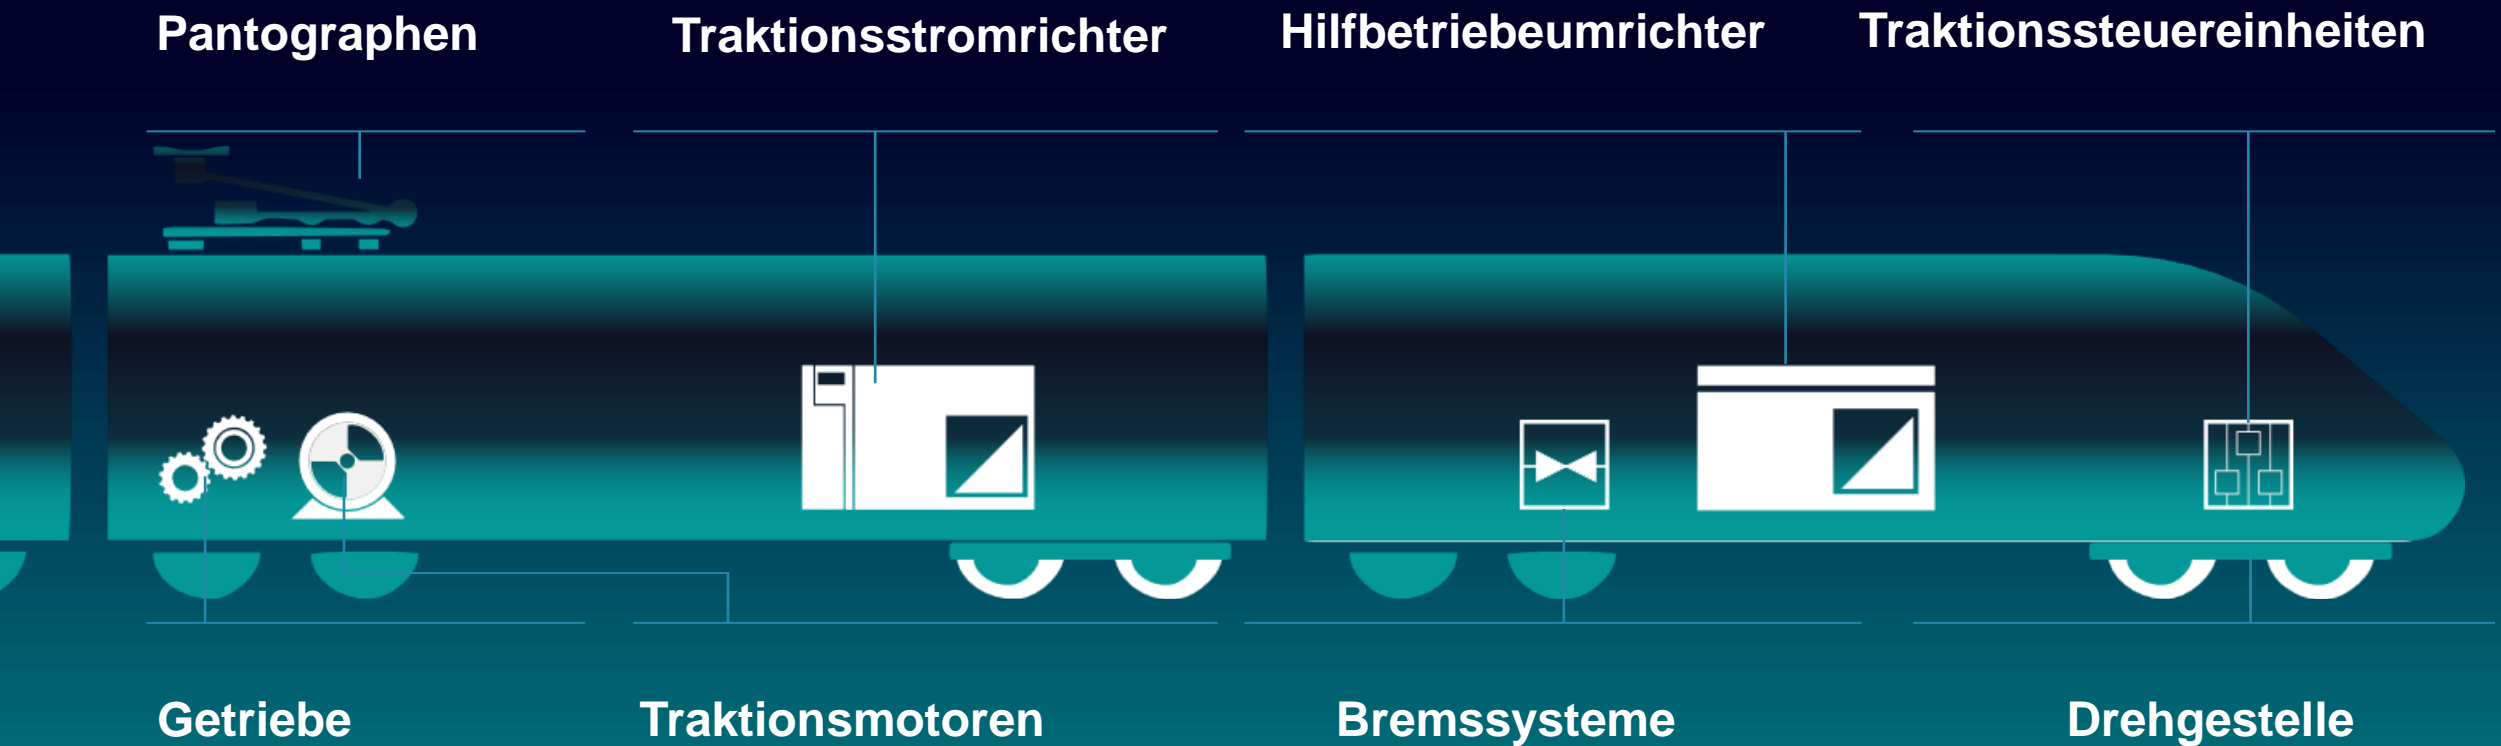 Pantographen
Traktionsstromrichter
Hilfbetriebeumrichter
Traktionssteuereinheiten
Getriebe
Traktionsmotoren
Bremssysteme
Drehgestelle